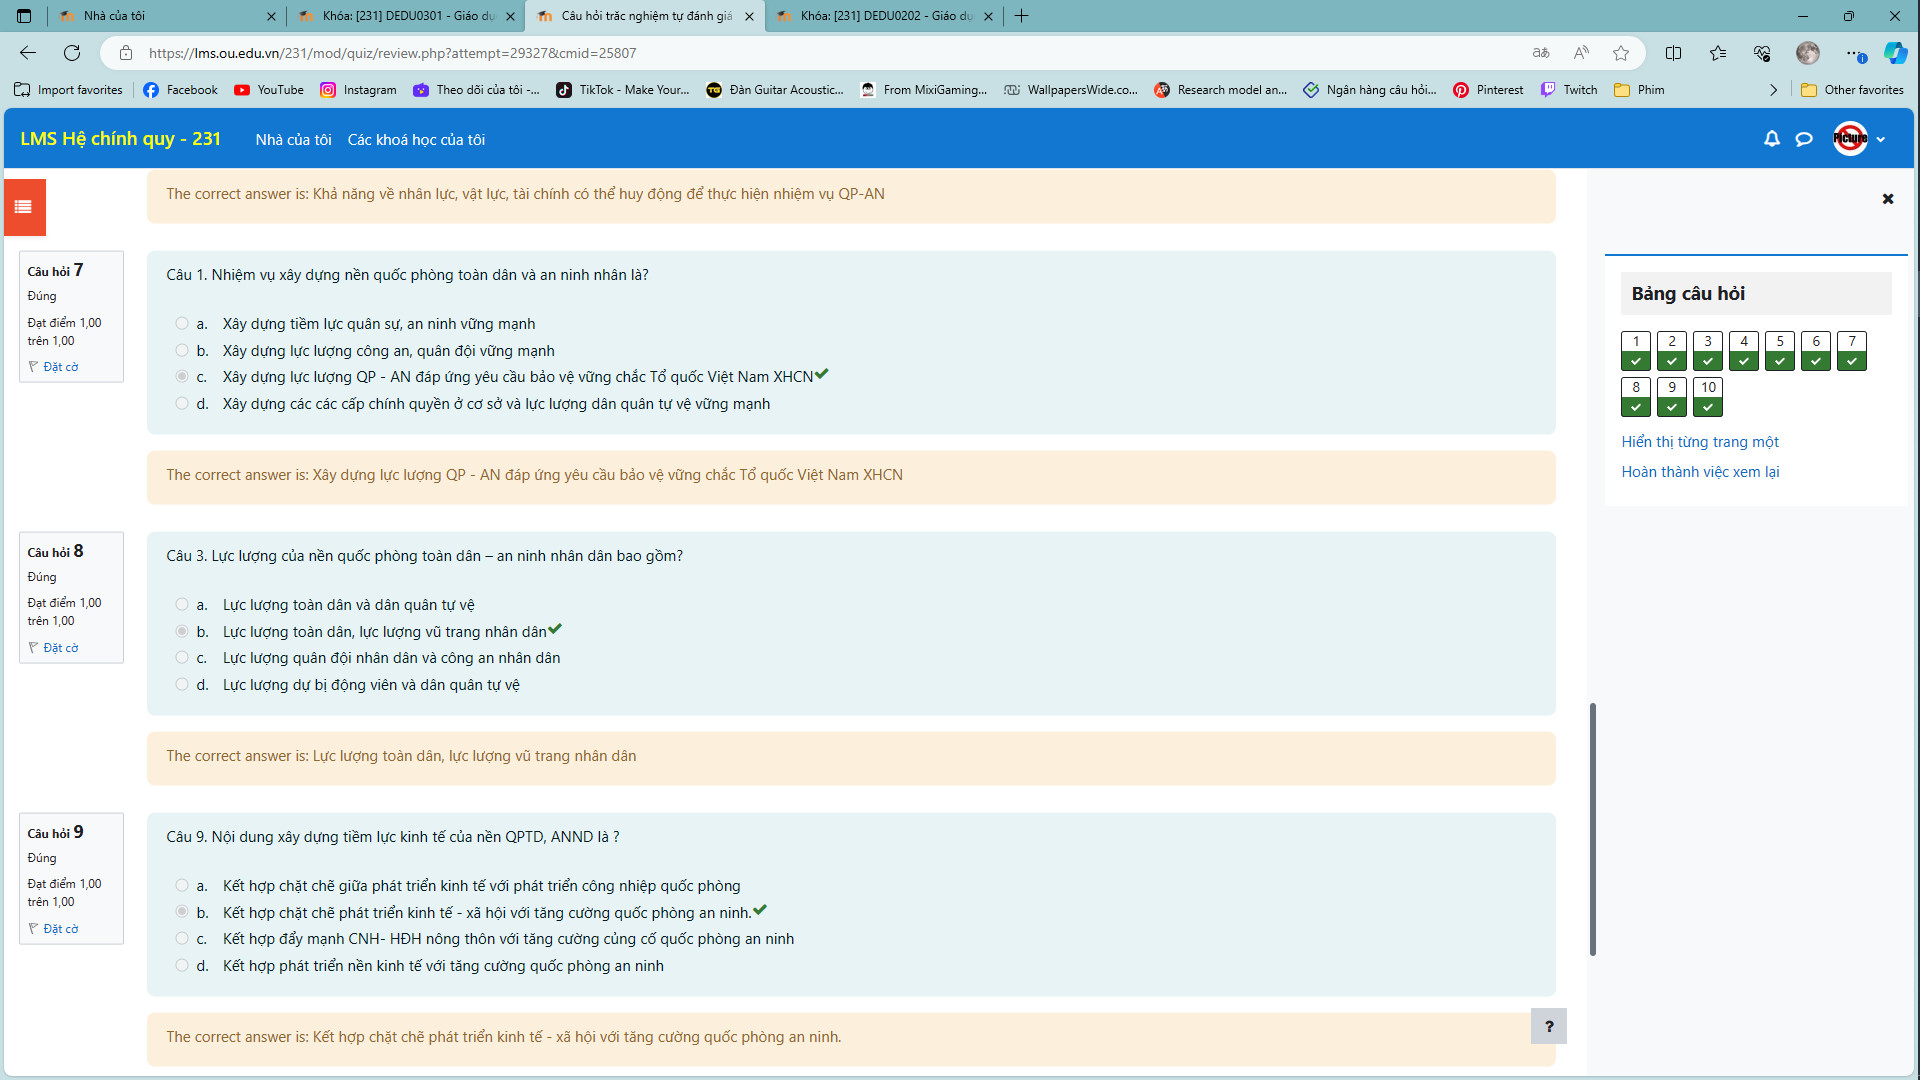 Nhà của tôi
Khóa: [231] DEDU0301 - Giáo dụ
Câu hỏi trắc nghiệm tự đánh giá
Khóa: [231] DEDU0202 - Giáo dụ
https://lms.ou.edu.vn/231/mod/quiz/review.php?attempt=29327&cmid=25807
Import favorites
Facebook
YouTube
Instagram
Theo dõi của tôi -...
TikTok - Make Your...
Đàn Guitar Acoustic...
From MixiGaming...
WallpapersWide.co...
Research model an...
Ngân hàng câu hỏi...
Pinterest
Twitch
Phim
Other favorites
LMS Hệ chính quy - 231
Nhà của tôi
Các khoá học của tôi
Picture
The correct answer is: Khả năng về nhân lực, vật lực, tài chính có thể huy động để thực hiện nhiệm vụ QP-AN
Câu hỏi 7
Đúng
Đạt điểm 1,00
trên 1,00
Đặt cờ
Câu 1. Nhiệm vụ xây dựng nền quốc phòng toàn dân và an ninh nhân là?
a. Xây dựng tiềm lực quân sự, an ninh vững mạnh
b. Xây dựng lực lượng công an, quân đội vững mạnh
c. Xây dựng lực lượng QP - AN đáp ứng yêu cầu bảo vệ vững chắc Tổ quốc Việt Nam XHCN
d. Xây dựng các các cấp chính quyền ở cơ sở và lực lượng dân quân tự vệ vững mạnh
The correct answer is: Xây dựng lực lượng QP - AN đáp ứng yêu cầu bảo vệ vững chắc Tổ quốc Việt Nam XHCN
Câu hỏi 8
Đúng
Đạt điểm 1,00
trên 1,00
Đặt cờ
Câu 3. Lực lượng của nền quốc phòng toàn dân – an ninh nhân dân bao gồm?
a. Lực lượng toàn dân và dân quân tự vệ
b. Lực lượng toàn dân, lực lượng vũ trang nhân dân
c. Lực lượng quân đội nhân dân và công an nhân dân
d. Lực lượng dự bị động viên và dân quân tự vệ
The correct answer is: Lực lượng toàn dân, lực lượng vũ trang nhân dân
Câu hỏi 9
Đúng
Đạt điểm 1,00
trên 1,00
Đặt cờ
Câu 9. Nội dung xây dựng tiềm lực kinh tế của nền QPTD, ANND là ?
a. Kết hợp chặt chẽ giữa phát triển kinh tế với phát triển công nhiệp quốc phòng
b. Kết hợp chặt chẽ phát triển kinh tế - xã hội với tăng cường quốc phòng an ninh.
c. Kết hợp đẩy mạnh CNH- HĐH nông thôn với tăng cường củng cố quốc phòng an ninh
d. Kết hợp phát triển nền kinh tế với tăng cường quốc phòng an ninh
The correct answer is: Kết hợp chặt chẽ phát triển kinh tế - xã hội với tăng cường quốc phòng an ninh.
Bảng câu hỏi
1 2 3 4 5 6 7
8 9 10
Hiển thị từng trang một
Hoàn thành việc xem lại
?